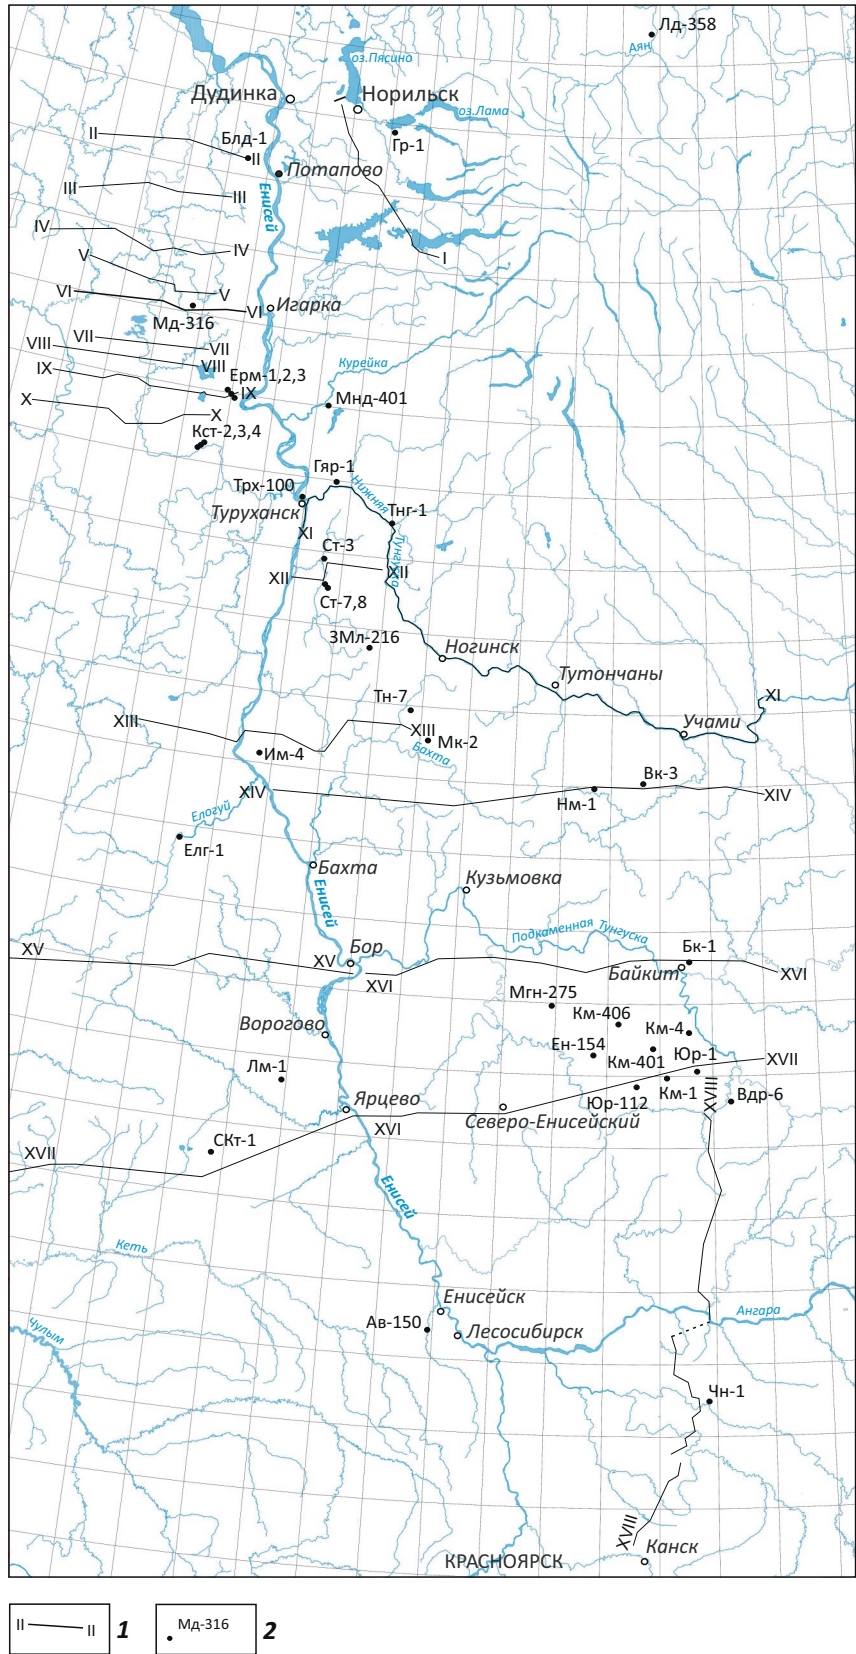 Лд-358
Аян
оз.Пясино
Дудинка
Норильск
оз.Лама
Гр-1
I
II
Блд-1
II
Потапово
III
III
Енисей
IV
IV
I
V
V
VI
VI
Мд-316
Игарка
VII
VII
VIII
VIII
Курейка
IX
Ерм-1,2,3
IX
X
X
Мнд-401
Кст-2,3,4
Гяр-1
Нижняя
Трх-100
Туруханск
Тнг-1
Тунгуска
XI
Ст-3
XII
XII
Ст-7,8
ЗМл-216
Ногинск
Тутончаны
Тн-7
XI
XIII
XIII
Учами
Мк-2
Им-4
Бахта
Вк-3
XIV
Нм-1
XIV
Елогуй
Елг-1
Бахта
Кузьмовка
Енисей
Подкаменная Тунгуска
XV
Бор
XV
Бк-1
Байкит
XVI
XVI
Мгн-275
Км-406
Ворогово
Км-4
Ен-154
Км-401
Юр-1
XVII
Лм-1
Юр-112
Км-1
XVIII
Вдр-6
Ярцево
Северо-Енисейский
XVI
СКт-1
XVII
Енисей
Кеть
Енисейск
Ангара
Ав-150
Лесосибирск
Чулым
Чн-1
XVIII
КРАСНОЯРСК
Канск
II II 1
Мд-316 2